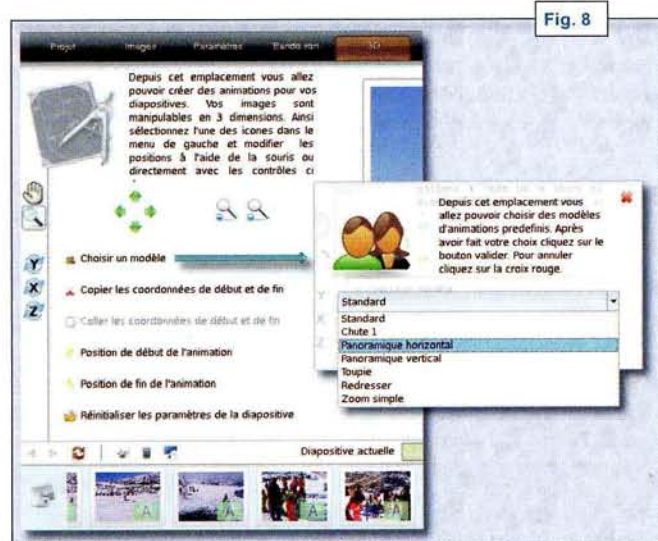 Fig. 8
Projet Images Paramètres Bande son 3D
Depuis cet emplacement vous allez
pouvoir créer des animations pour vos
diapositives. Vos images sont
manipulables en 3 dimensions. Ainsi
sélectionnez l'une des icones dans le
menu de gauche et modifier les
positions à l'aide de la souris ou
directement avec les contrôles ci
Y
X
Z
Choisir un modèle
Copier les coordonnées de début et de fin
Coller les coordonnées de début et de fin
Position de début de l'animation
Position de fin de l'animation
Réinitialiser les paramètres de la diapositive
Depuis cet emplacement vous
allez pouvoir choisir des modèles
d'animations predefinis. Après
avoir fait votre choix cliquez sur le
bouton valider. Pour annuler
cliquez sur la croix rouge.
Standard
Standard
Chute 1
Panoramique horizontal
Panoramique vertical
Toupie
Redresser
Zoom simple
Diapositive actuelle
A A A A